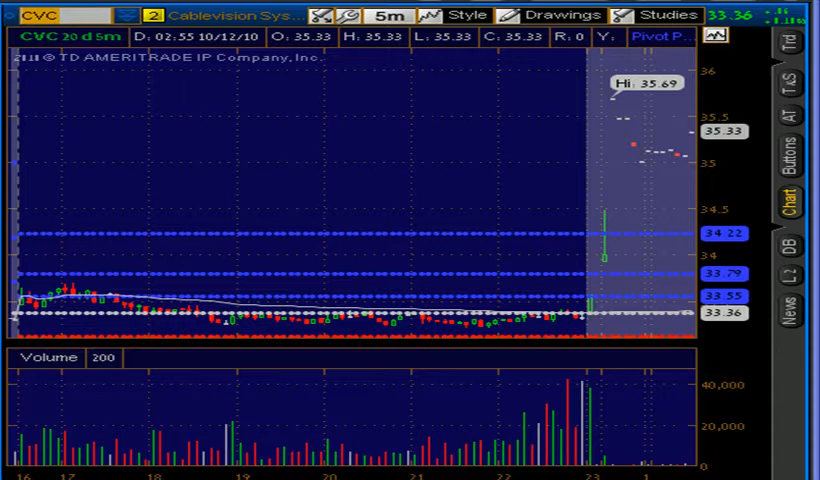 CVC 2 Cablevision Sys... 5m Style Drawings Studies 33.36
CVC 20 d 5m D: 02:55 10/12/10 O: 35.33 H: 35.33 L: 35.33 C: 35.33 R: 0 Y: Pivot P...
© TD AMERITRADE IP Company, Inc.
Hi: 35.69
36
35.5
35.33
35
34.5
34.22
34
33.79
33.55
33.36
Volume 200
40,000
20,000
0
16 17 18 19 20 21 22 23 1
Trd
T&S
AT
Buttons
Chart
DB
L 2
News